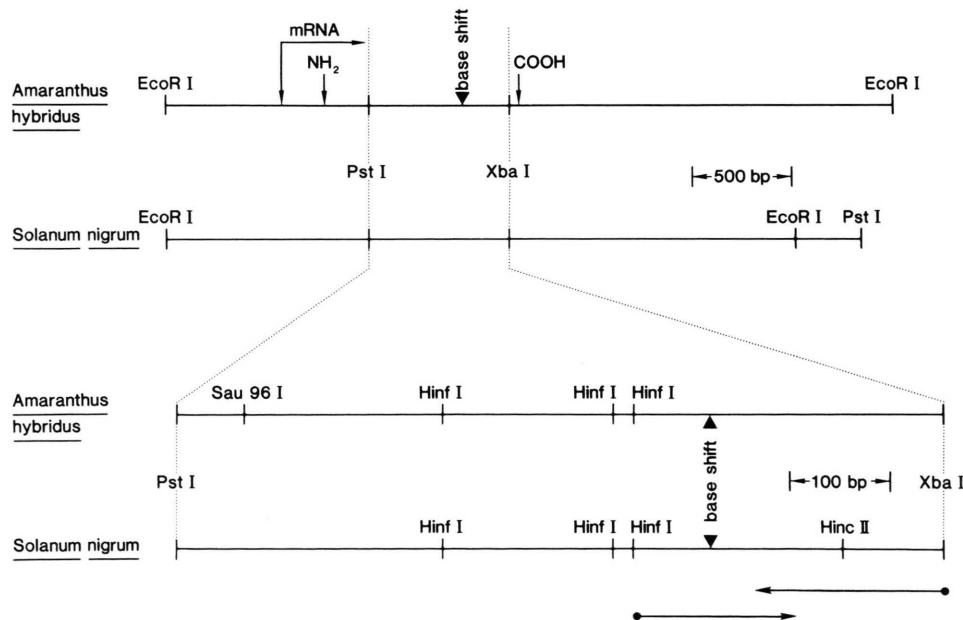 mRNA
NH2
base shift
COOH
EcoR I
EcoR I
Amaranthus
hybridus
Pst I
Xba I
500 bp
EcoR I
EcoR I
Pst I
Solanum nigrum
Sau 96 I
Hinf I
Hinf I
Hinf I
Amaranthus
hybridus
base shift
Pst I
100 bp
Xba I
Hinf I
Hinf I
Hinf I
Hinc II
Solanum nigrum